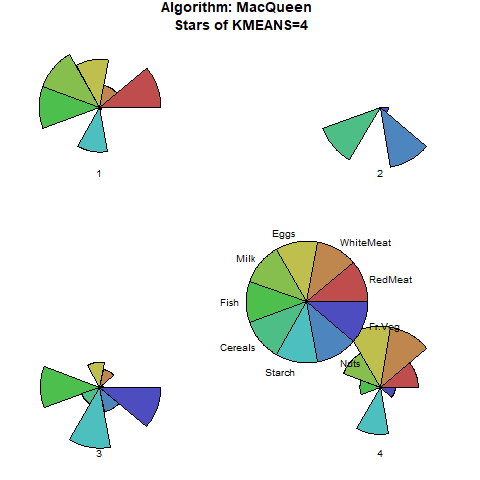 Algorithm: MacQueen
Stars of KMEANS=4
1
2
Eggs
WhiteMeat
Milk
RedMeat
Fish
Fr.Veg
Cereals
Nuts
Starch
3
4